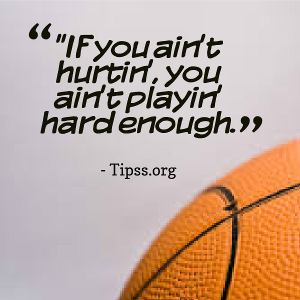 “"IF you ain't
hurtin', you
ain't playin'
hard enough.”
- Tipss.org